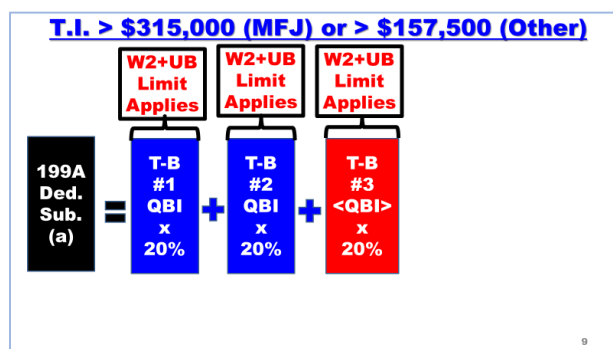 T.I. > $315,000 (MFJ) or > $157,500 (Other)
W2+UB
Limit
Applies
W2+UB
Limit
Applies
W2+UB
Limit
Applies
199A
Ded.
Sub.
(a)
=
T-B
#1
QBI
x
20%
+
T-B
#2
QBI
x
20%
+
T-B
#3
<QBI>
x
20%
9